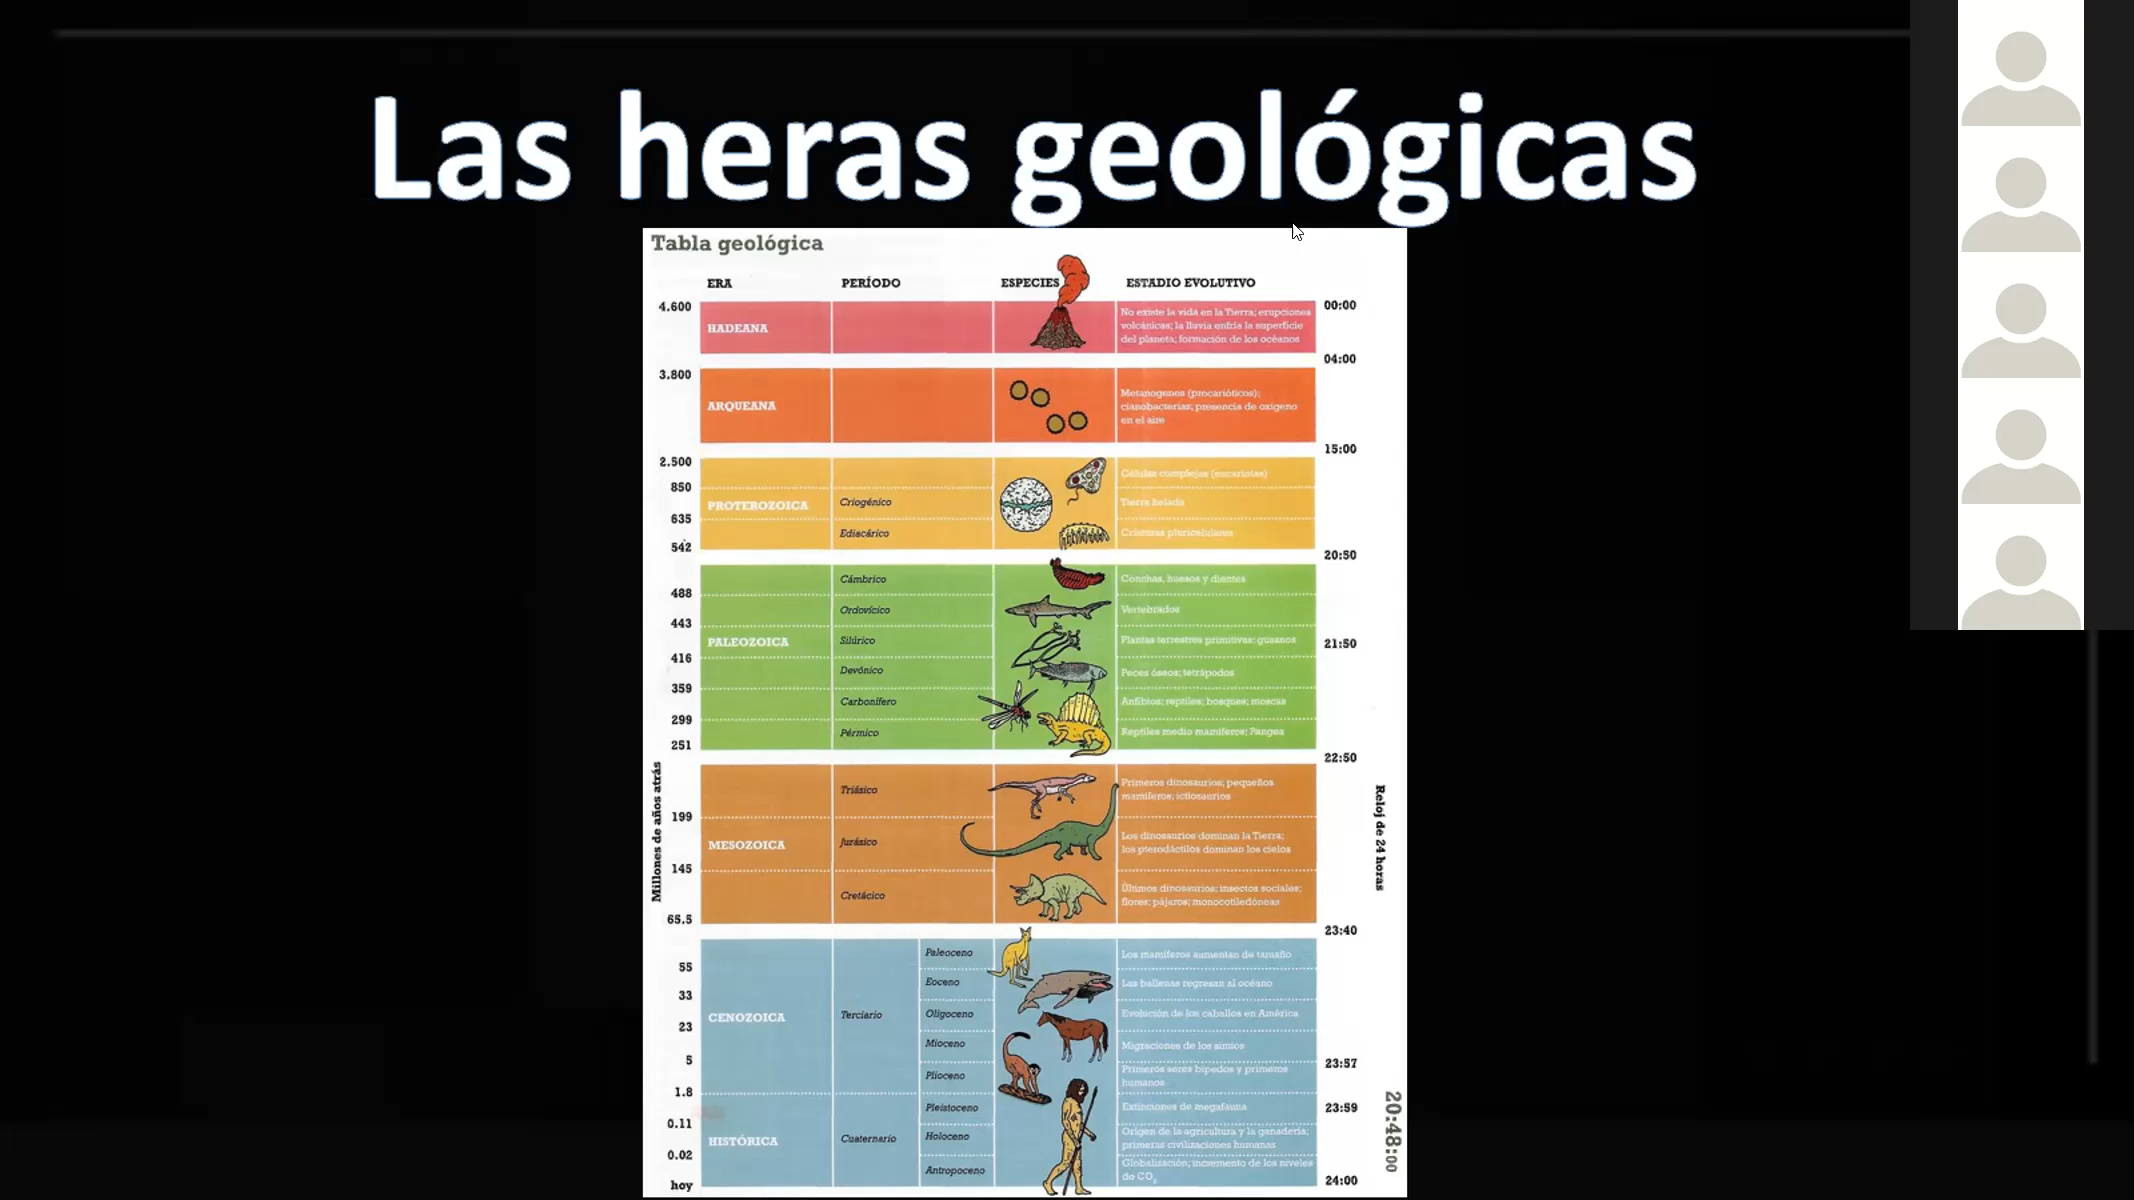 Las heras geológicas
Tabla geológica
ERA PERÍODO ESPECIES ESTADIO EVOLUTIVO
4.600 00:00
HADEANA
No existe la vida en la Tierra; erupciones
volcánicas; la lluvia enfría la superficie
del planeta; formación de los océanos
04:00
3.800
ARQUEANA
Metanogenos (procarióticos);
cianobacterias; presencia de oxígeno
en el aire
15:00
2.500
Células complejas (eucariotas)
850
PROTEROZOICA Criogénico Tierra helada
635
Ediacárico Criaturas pluricelulares
542
20:50
Cámbrico Conchas, huesos y dientes
488
Ordovícico Vertebrados
443
PALEOZOICA Silúrico Plantas terrestres primitivas; gusanos 21:50
416
Devónico Peces óseos; tetrápodos
359
Carbonífero Anfibios; reptiles; bosques; moscas
299
Pérmico Reptiles medio mamíferos; Pangea
251
22:50
Triásico
Primeros dinosaurios; pequeños
mamíferos; ictiosaurios
199
MESOZOICA Jurásico
Los dinosaurios dominan la Tierra;
los pterodáctilos dominan los cielos
145
Cretácico
Últimos dinosaurios; insectos sociales;
flores; pájaros; monocotiledóneas
65.5
23:40
Paleoceno Los mamíferos aumentan de tamaño
55
Eoceno Las ballenas regresan al océano
33
CENOZOICA Terciario Oligoceno Evolución de los caballos en América
23
Mioceno Migraciones de los simios
5 23:57
Plioceno
Primeros seres bípedos y primeros
humanos
1.8
Pleistoceno Extinciones de megafauna 23:59
0.11
HISTÓRICA Cuaternario Holoceno
Origen de la agricultura y la ganadería;
primeras civilizaciones humanas
0.02
Antropoceno
Globalización; incremento de los niveles
de CO₂
hoy 24:00
Millones de años atrás
Reloj de 24 horas
20:48:00